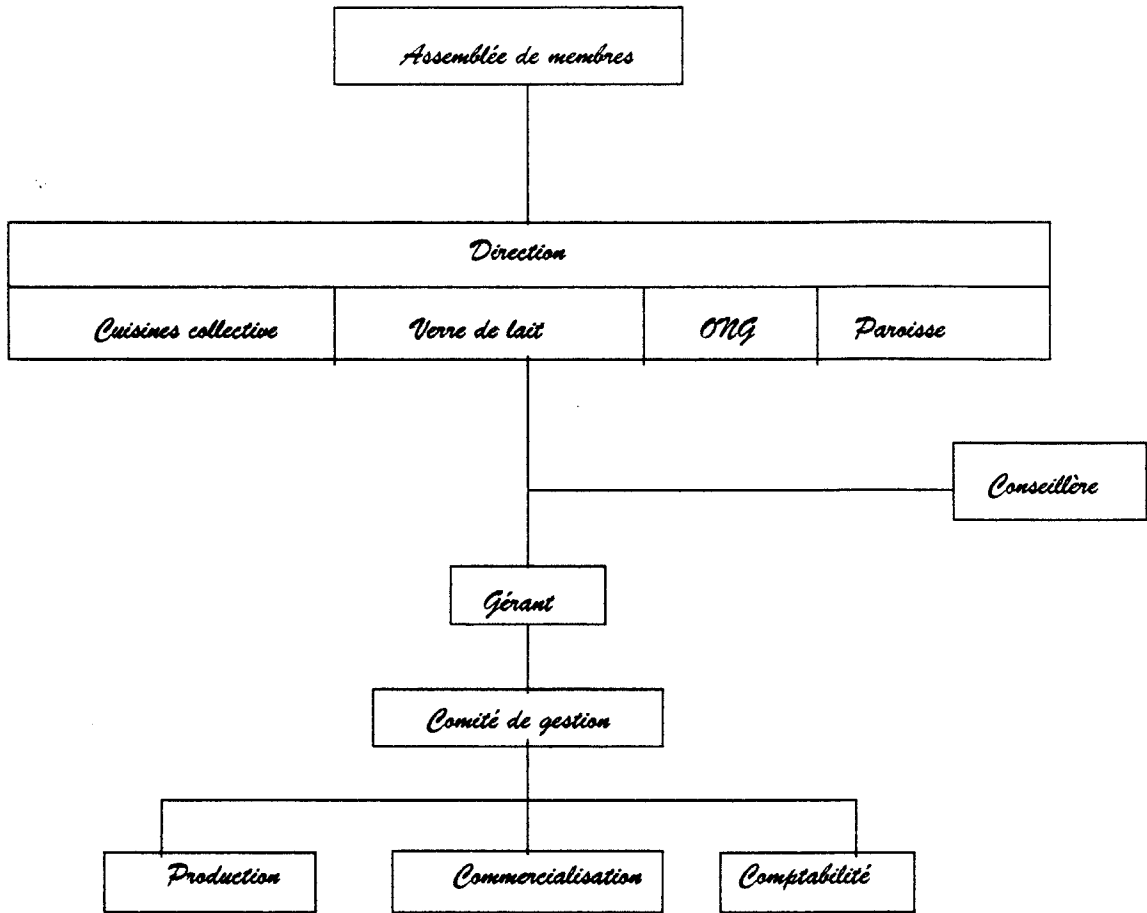 Assemblée de membres
Direction
Cuisines collective
Verre de lait
ONG
Paroisse
Conseillère
Gérant
Comité de gestion
Production
Commercialisation
Comptabilité